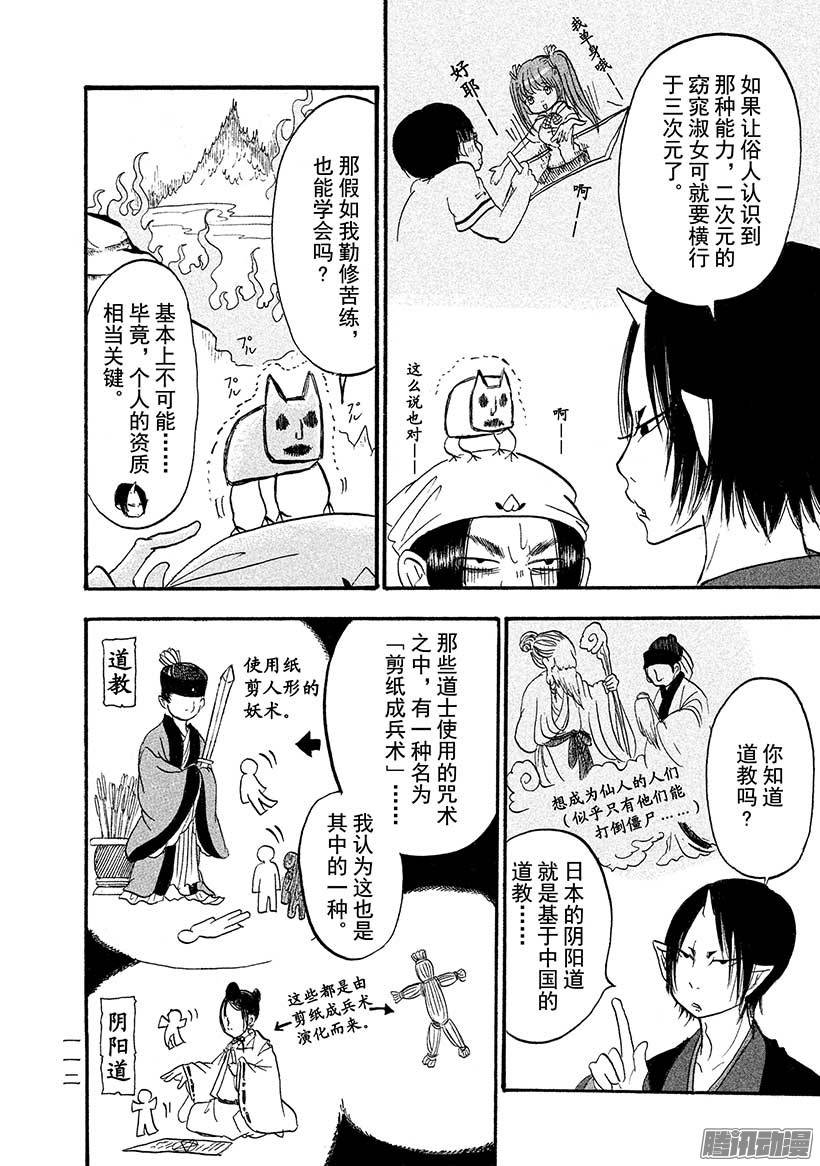 如果让俗人认识到
那种能力，二次元的
窈窕淑女可就要横行
于三次元了。
我单身哦—
好耶—
啊—
啊—
这么说也对—
那假如我勤修苦练，
也能学会吗？
プル
プル
プル
基本上不可能……
毕竟，个人的资质
相当关键。
你知道
道教吗？
想成为仙人的人们
（似乎只有他们能
打倒僵尸……）
日本的阴阳道
就是基于中国的
道教……
那些道士使用的咒术
之中，有一种名为
「剪纸成兵术」……
我认为这也是
其中的一种。
道教
使用纸
剪人形的
妖术。
这些都是由
剪纸成兵术
演化而来。
阴阳道
一一二
腾讯动漫